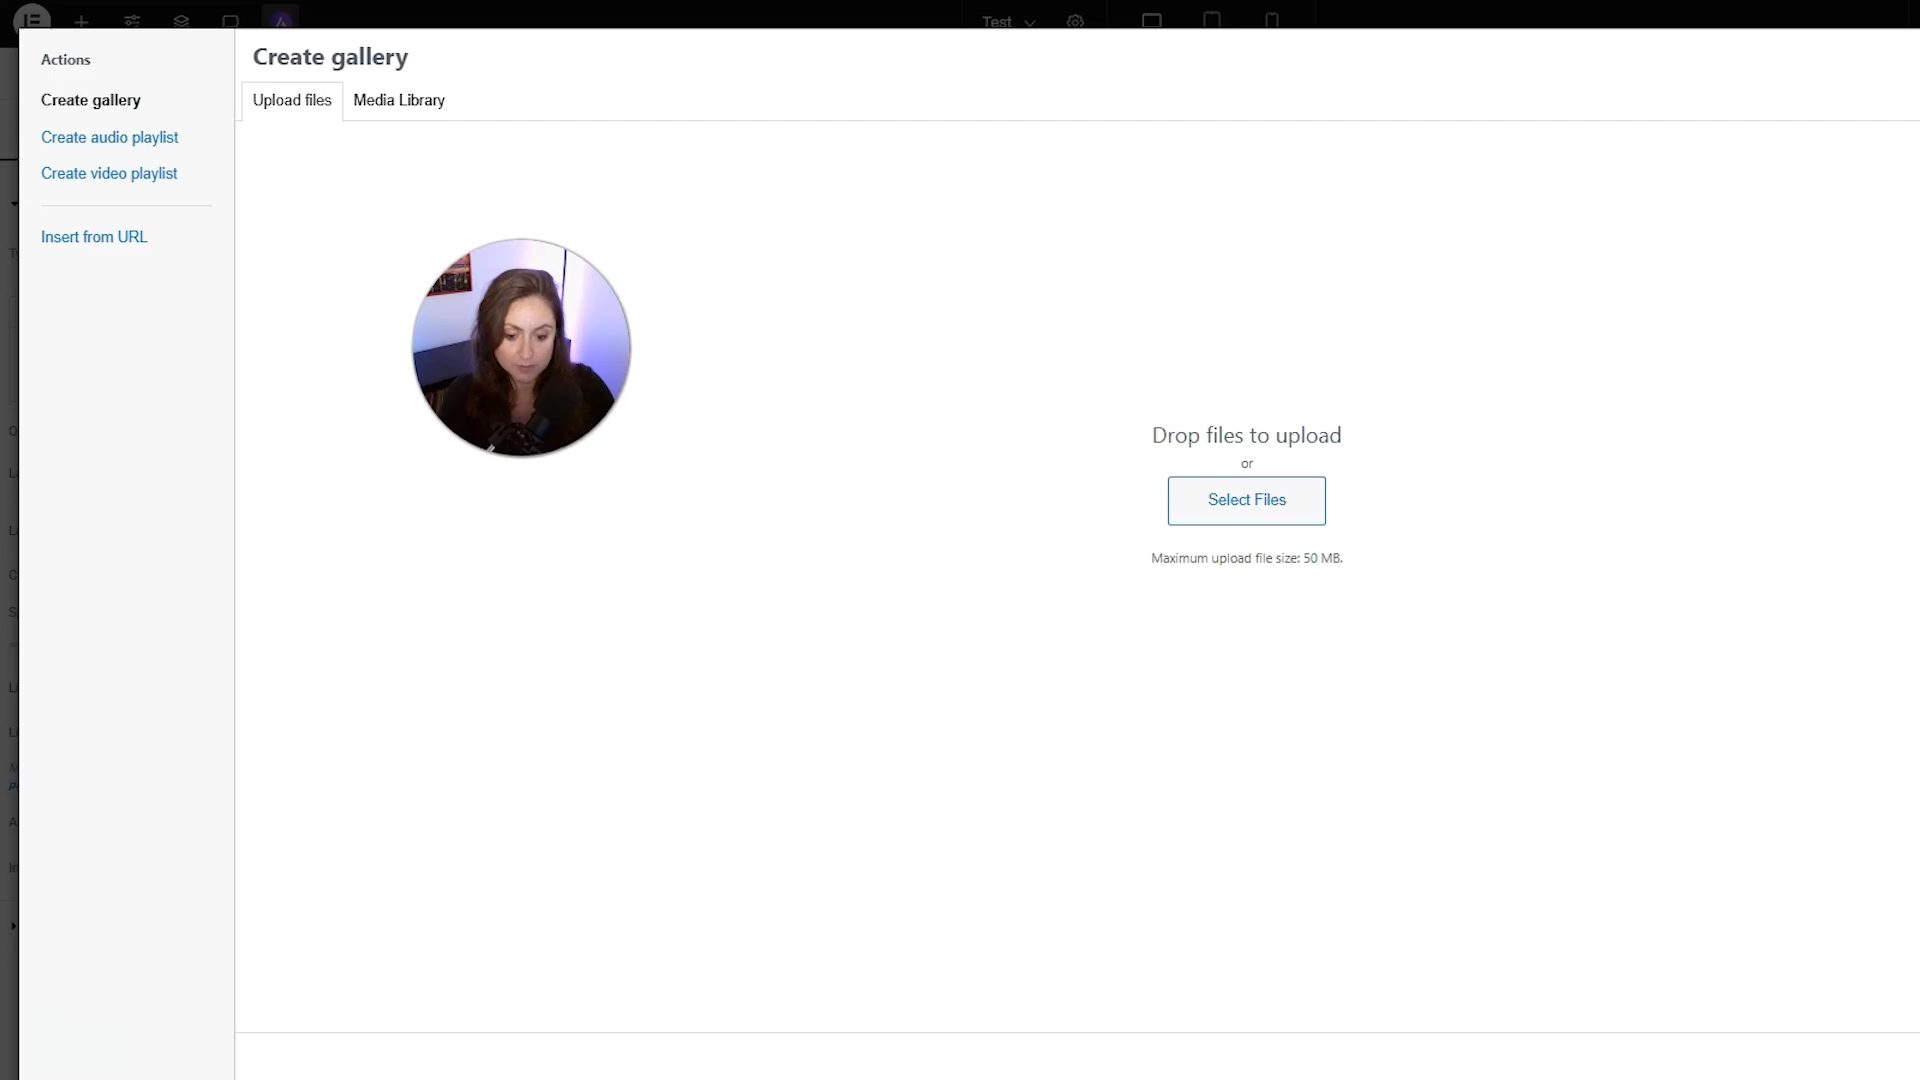 Test
Actions
Create gallery
Create audio playlist
Create video playlist
Insert from URL
Create gallery
Upload files
Media Library
Drop files to upload
or
Select Files
Maximum upload file size: 50 MB.